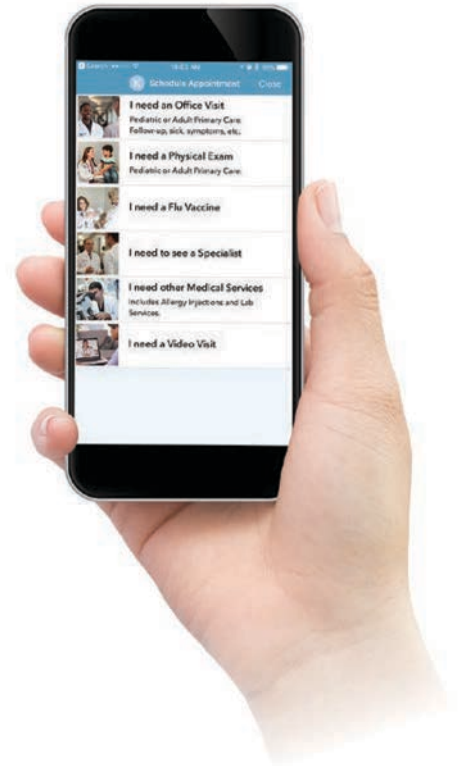 Schedule Appointment
Close
I need an Office Visit
Pediatric or Adult Primary Care
Follow-up, sick, symptoms, etc.
I need a Physical Exam
Pediatric or Adult Primary Care
I need a Flu Vaccine
I need to see a Specialist
I need other Medical Services
Includes Allergy Injections and Lab
Services.
I need a Video Visit